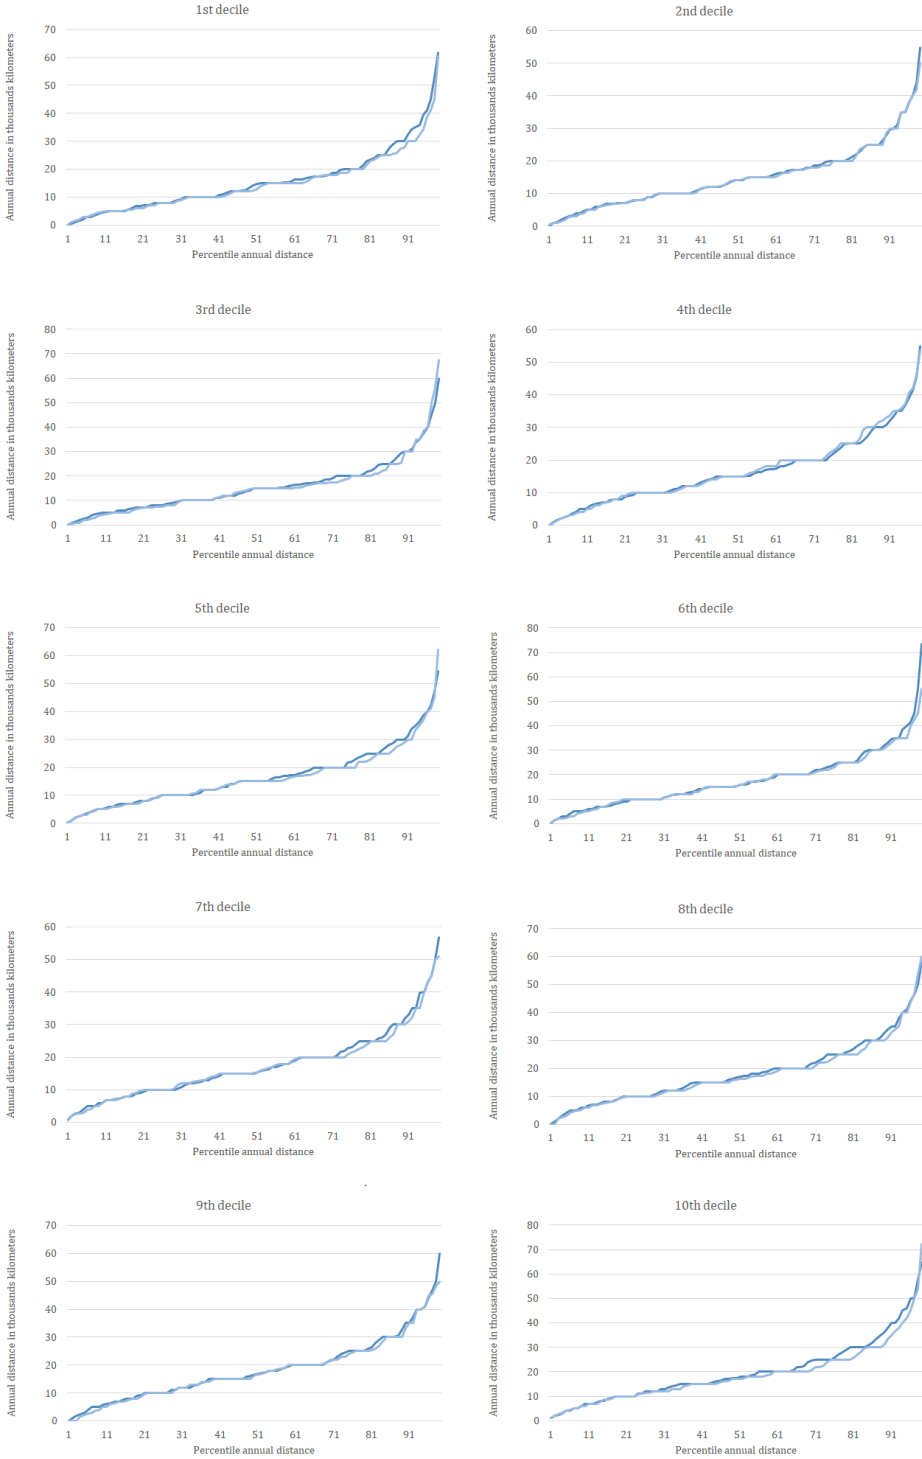 1st decile
Annual distance in thousands kilometers
70
60
50
40
30
20
10
0
1 11 21 31 41 51 61 71 81 91
Percentile annual distance
2nd decile
Annual distance in thousands kilometers
60
50
40
30
20
10
0
1 11 21 31 41 51 61 71 81 91
Percentile annual distance
3rd decile
Annual distance in thousands kilometers
80
70
60
50
40
30
20
10
0
1 11 21 31 41 51 61 71 81 91
Percentile annual distance
4th decile
Annual distance in thousands kilometers
60
50
40
30
20
10
0
1 11 21 31 41 51 61 71 81 91
Percentile annual distance
5th decile
Annual distance in thousands kilometers
70
60
50
40
30
20
10
0
1 11 21 31 41 51 61 71 81 91
Percentile annual distance
6th decile
Annual distance in thousands kilometers
80
70
60
50
40
30
20
10
0
1 11 21 31 41 51 61 71 81 91
Percentile annual distance
7th decile
Annual distance in thousands kilometers
60
50
40
30
20
10
0
1 11 21 31 41 51 61 71 81 91
Percentile annual distance
8th decile
Annual distance in thousands kilometers
70
60
50
40
30
20
10
0
1 11 21 31 41 51 61 71 81 91
Percentile annual distance
.
9th decile
Annual distance in thousands kilometers
70
60
50
40
30
20
10
0
1 11 21 31 41 51 61 71 81 91
Percentile annual distance
10th decile
Annual distance in thousands kilometers
80
70
60
50
40
30
20
10
0
1 11 21 31 41 51 61 71 81 91
Percentile annual distance